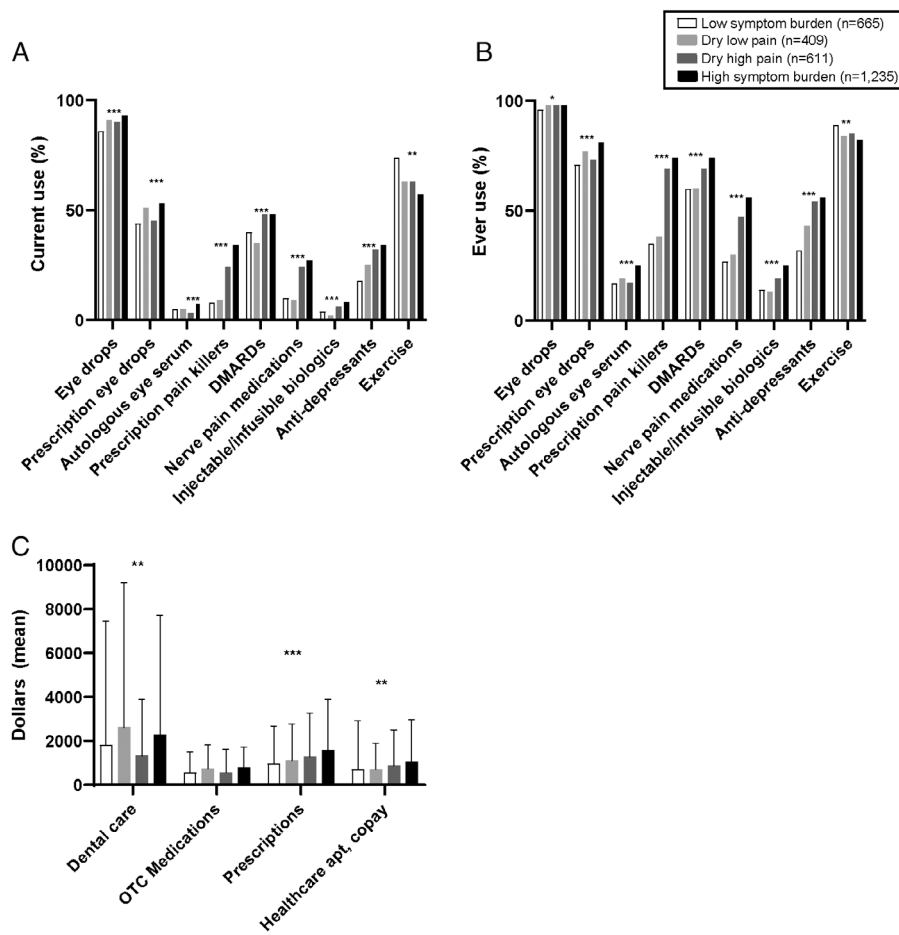 Low symptom burden (n=665)
Dry low pain (n=409)
Dry high pain (n=611)
High symptom burden (n=1,235)
A
Current use (%)
100
50
0
***
***
***
***
***
***
***
***
**
Eye drops
Prescription eye drops
Autologous eye serum
Prescription pain killers
DMARDs
Nerve pain medications
Injectable/infusible biologics
Anti-depressants
Exercise
B
Ever use (%)
100
50
0
*
***
***
***
***
***
***
***
**
Eye drops
Prescription eye drops
Autologous eye serum
Prescription pain killers
DMARDs
Nerve pain medications
Injectable/infusible biologics
Anti-depressants
Exercise
C
Dollars (mean)
10000
8000
6000
4000
2000
0
**
***
**
Dental care
OTC Medications
Prescriptions
Healthcare apt, copay